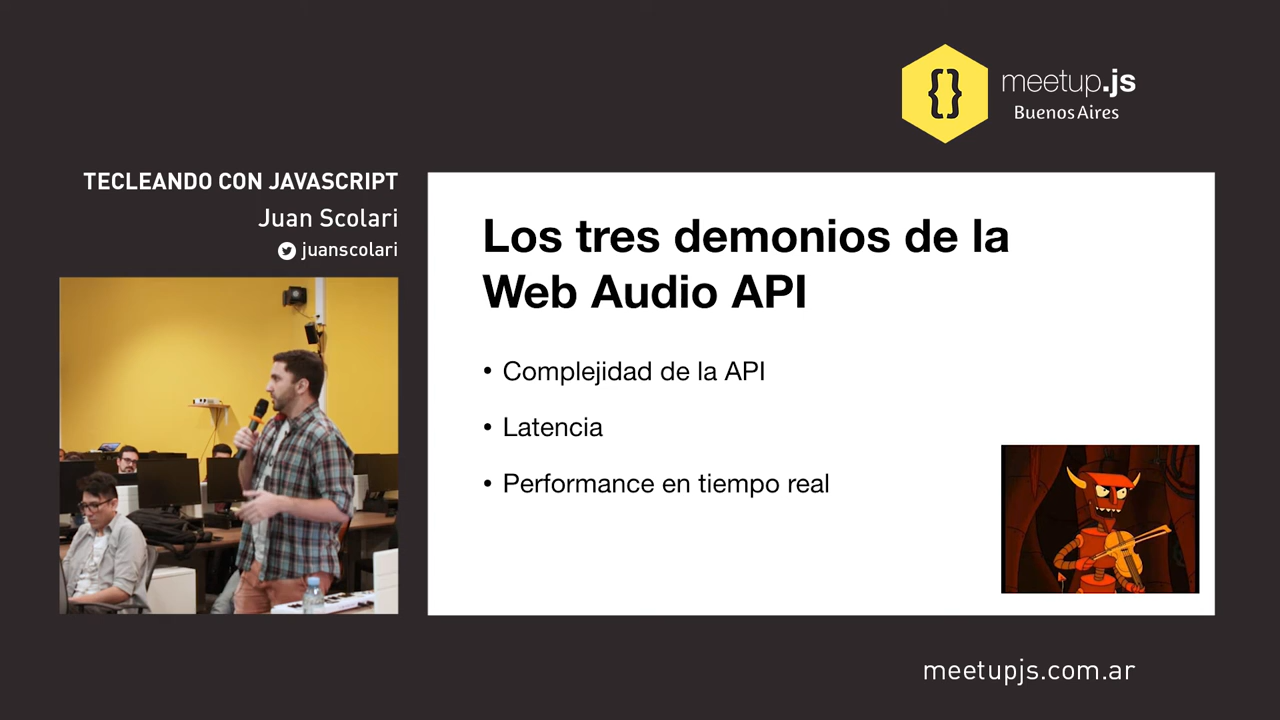 {}
meetup.js
Buenos Aires
TECLEANDO CON JAVASCRIPT
Juan Scolari
juanscolari
Los tres demonios de la
Web Audio API
• Complejidad de la API
• Latencia
• Performance en tiempo real
meetupjs.com.ar